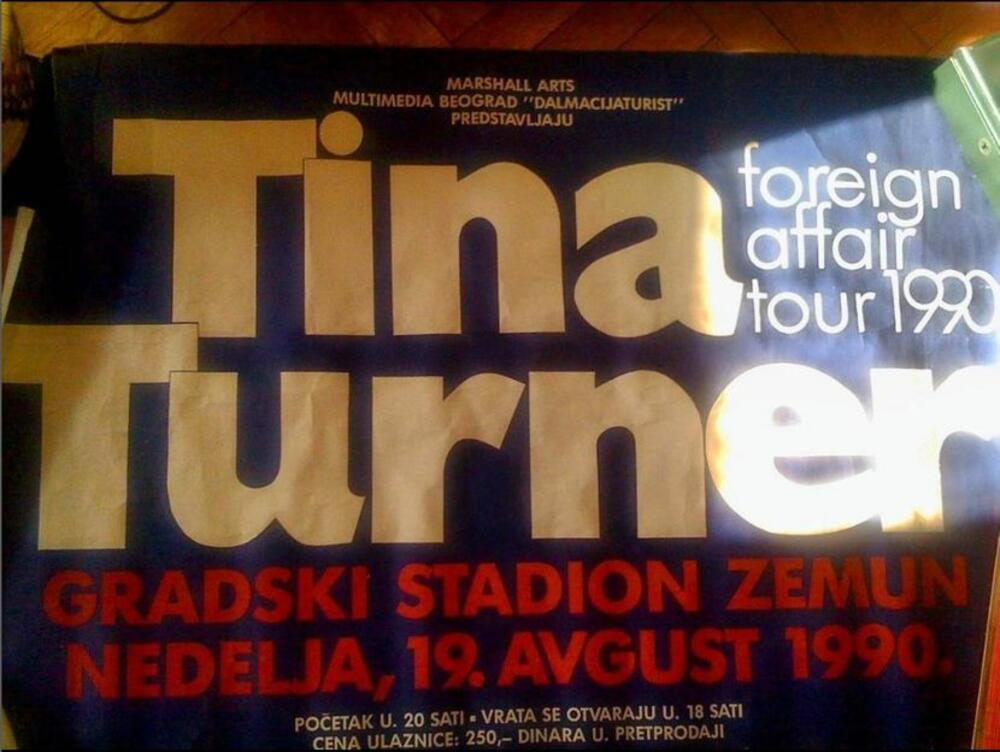 MARSHALL ARTS
MULTIMEDIA BEOGRAD "DALMACIJATURIST"
PREDSTAVLJAJU
Tina
foreign
affair
tour 1990
Turner
GRADSKI STADION ZEMUN
NEDELJA, 19. AVGUST 1990.
POČETAK U. 20 SATI • VRATA SE OTVARAJU U. 18 SATI
CENA ULAZNICE: 250,– DINARA U. PRETPRODAJI